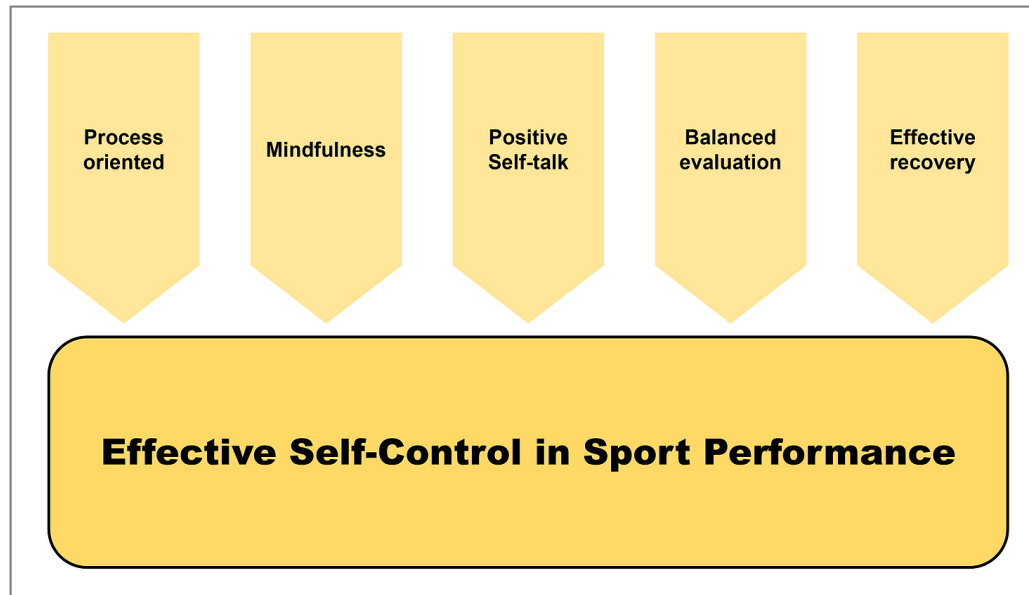 Process
oriented
Mindfulness
Positive
Self-talk
Balanced
evaluation
Effective
recovery
Effective Self-Control in Sport Performance